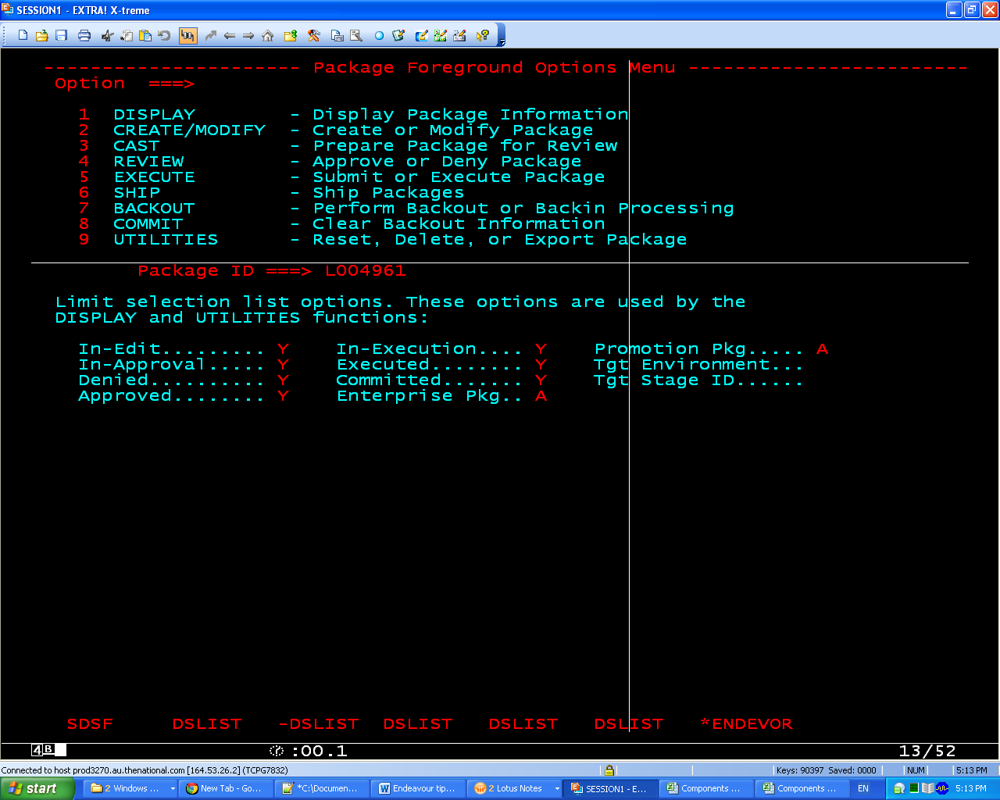 SESSION1 - EXTRA! X-treme
---------------------- Package Foreground Options Menu ------------------------
Option ===>
1 DISPLAY - Display Package Information
2 CREATE/MODIFY - Create or Modify Package
3 CAST - Prepare Package for Review
4 REVIEW - Approve or Deny Package
5 EXECUTE - Submit or Execute Package
6 SHIP - Ship Packages
7 BACKOUT - Perform Backout or Backin Processing
8 COMMIT - Clear Backout Information
9 UTILITIES - Reset, Delete, or Export Package
Package ID ===> L004961
Limit selection list options. These options are used by the
DISPLAY and UTILITIES functions:
In-Edit......... Y In-Execution.... Y Promotion Pkg..... A
In-Approval..... Y Executed........ Y Tgt Environment...
Denied.......... Y Committed....... Y Tgt Stage ID......
Approved........ Y Enterprise Pkg.. A
SDSF DSLIST -DSLIST DSLIST DSLIST DSLIST *ENDEVOR
4B :00.1 13/52
Connected to host prod3270.au.thenational.com [164.53.26.2] (TCPG7832) Keys: 90397 Saved: 0000 NUM 5:13 PM
start 2 Windows ... New Tab - Go... *C:\Documen... Endeavour tip... 2 Lotus Notes SESSION1 - E... Components ... Components ... EN 5:13 PM